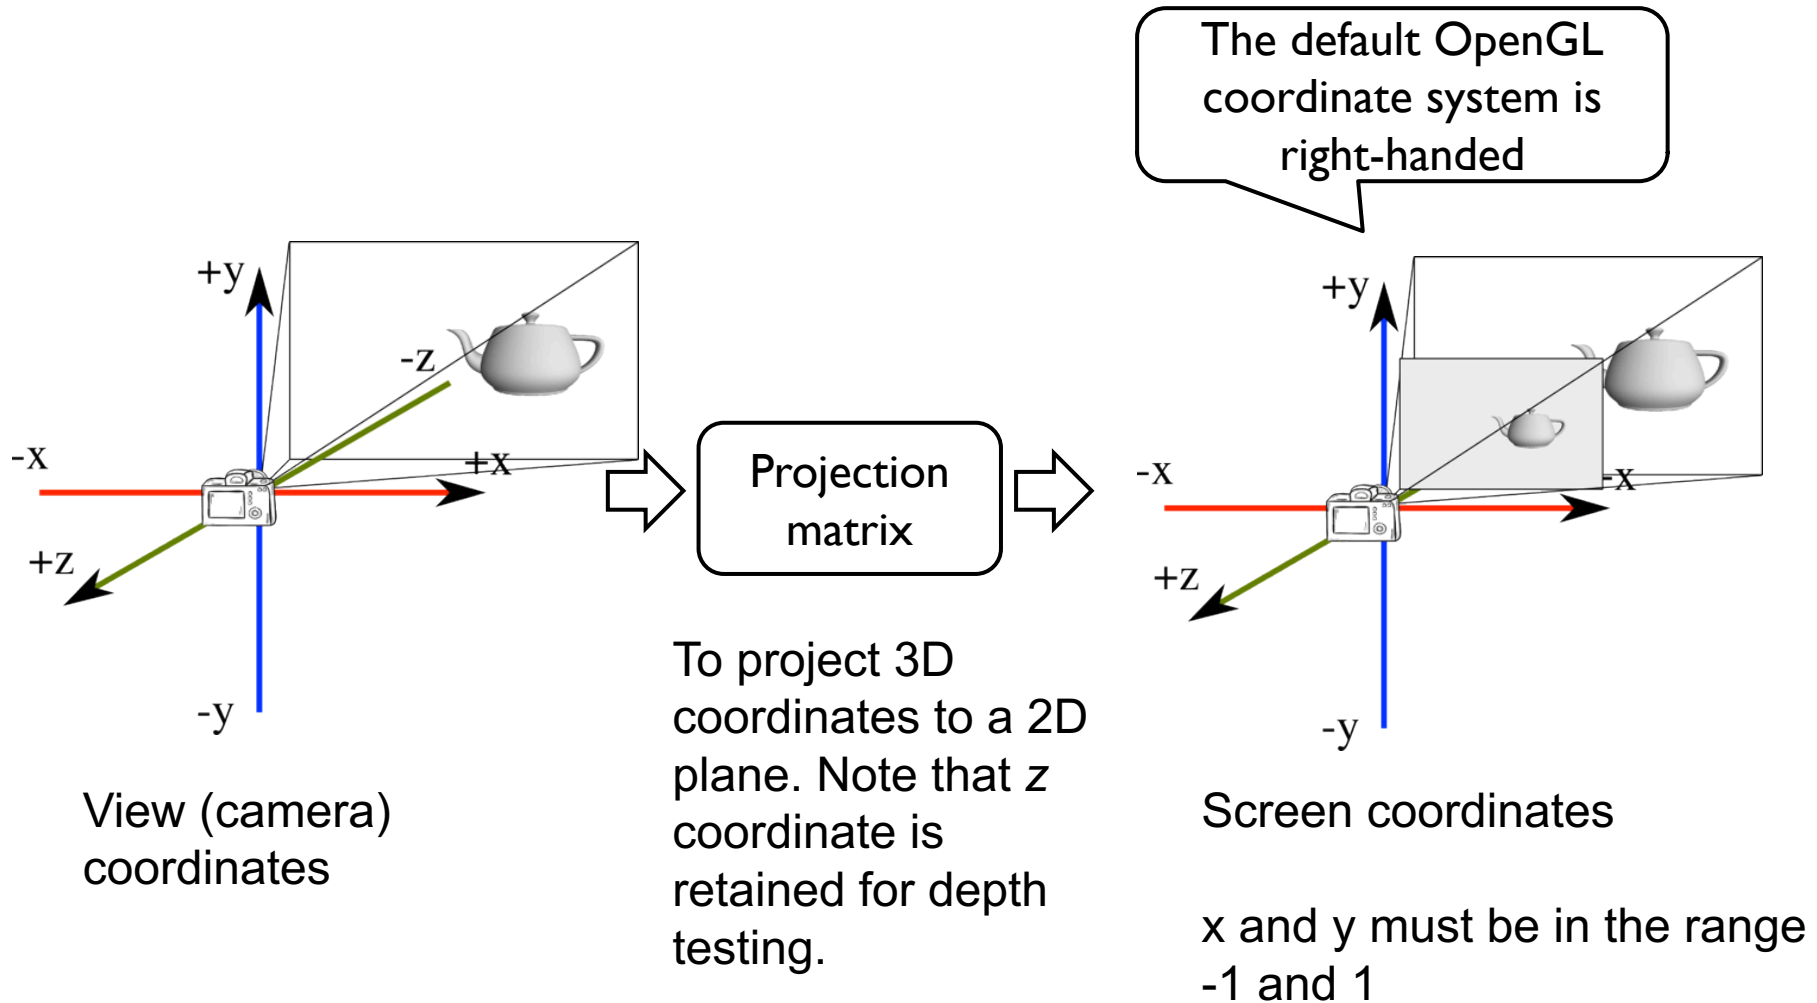 The default OpenGL
coordinate system is
right-handed
+y
-z
-x
+x
+z
-y
Projection
matrix
+y
-x
-x
+z
-y
To project 3D
coordinates to a 2D
plane. Note that z
coordinate is
retained for depth
testing.
View (camera)
coordinates
Screen coordinates
x and y must be in the range
-1 and 1